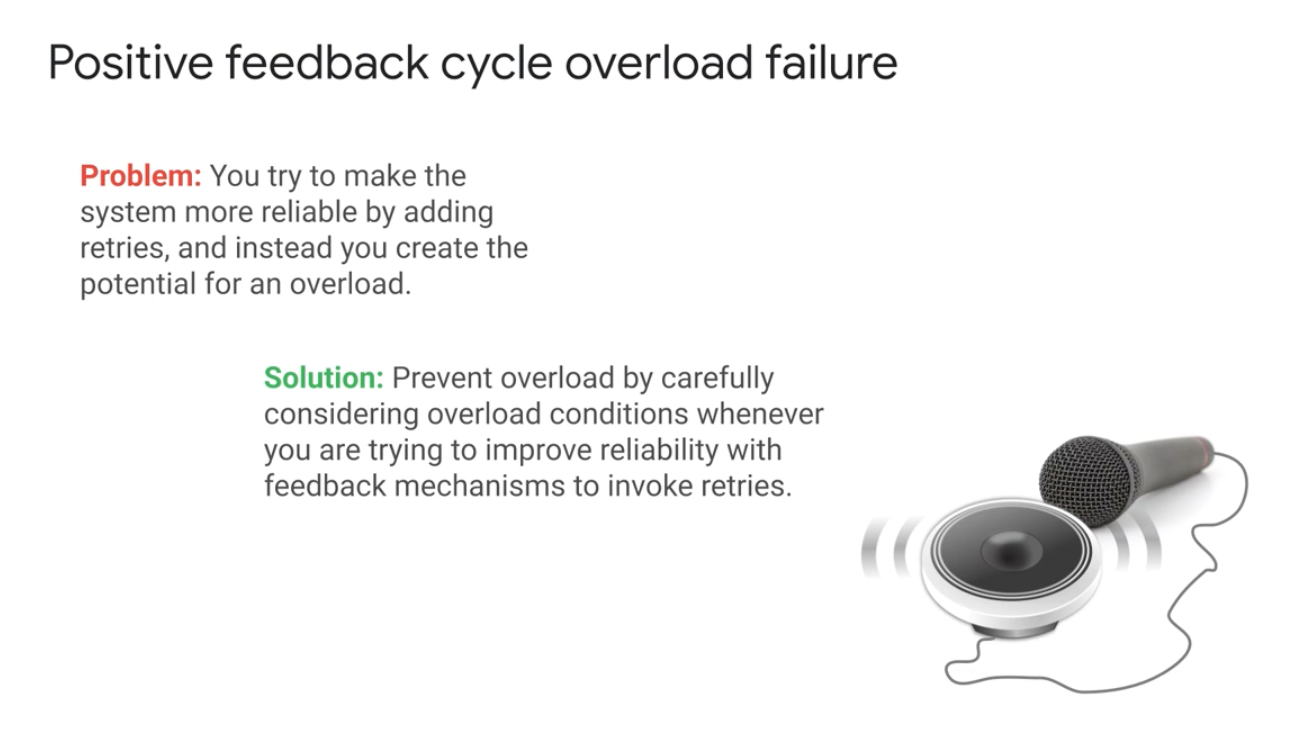 Positive feedback cycle overload failure
Problem: You try to make the
system more reliable by adding
retries, and instead you create the
potential for an overload.
Solution: Prevent overload by carefully
considering overload conditions whenever
you are trying to improve reliability with
feedback mechanisms to invoke retries.